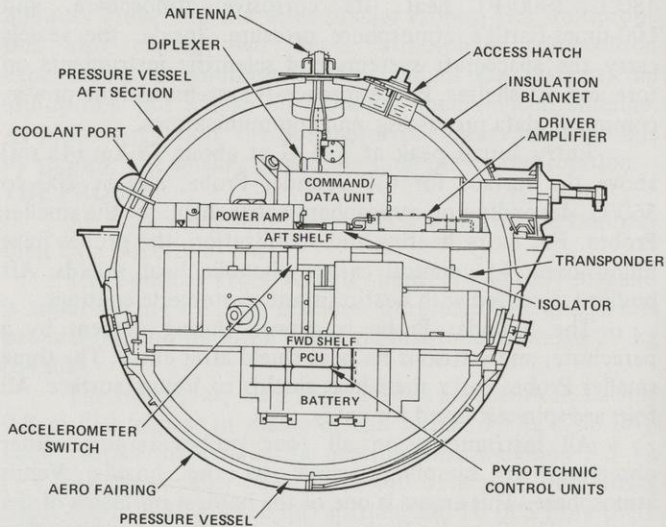 ANTENNA
DIPLEXER
PRESSURE VESSEL
AFT SECTION
COOLANT PORT
ACCESS HATCH
INSULATION
BLANKET
DRIVER
AMPLIFIER
COMMAND/
DATA UNIT
POWER AMP
AFT SHELF
TRANSPONDER
ISOLATOR
FWD SHELF
PCU
BATTERY
ACCELEROMETER
SWITCH
AERO FAIRING
PRESSURE VESSEL
PYROTECHNIC
CONTROL UNITS